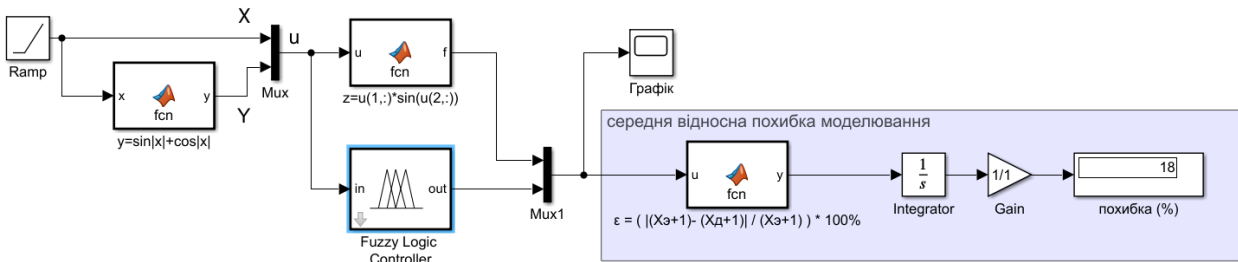 X
u
Ramp
x
fcn
y
y=sin|x|+cos|x|
Y
Mux
u
fcn
f
z=u(1,:)*sin(u(2,:))
in
out
Fuzzy Logic
Controller
Mux1
Графік
середня відносна похибка моделювання
u
fcn
y
ε = ( |(Xэ+1)- (Xд+1)| / (Xэ+1) ) * 100%
1
s
Integrator
1/1
Gain
18
похибка (%)